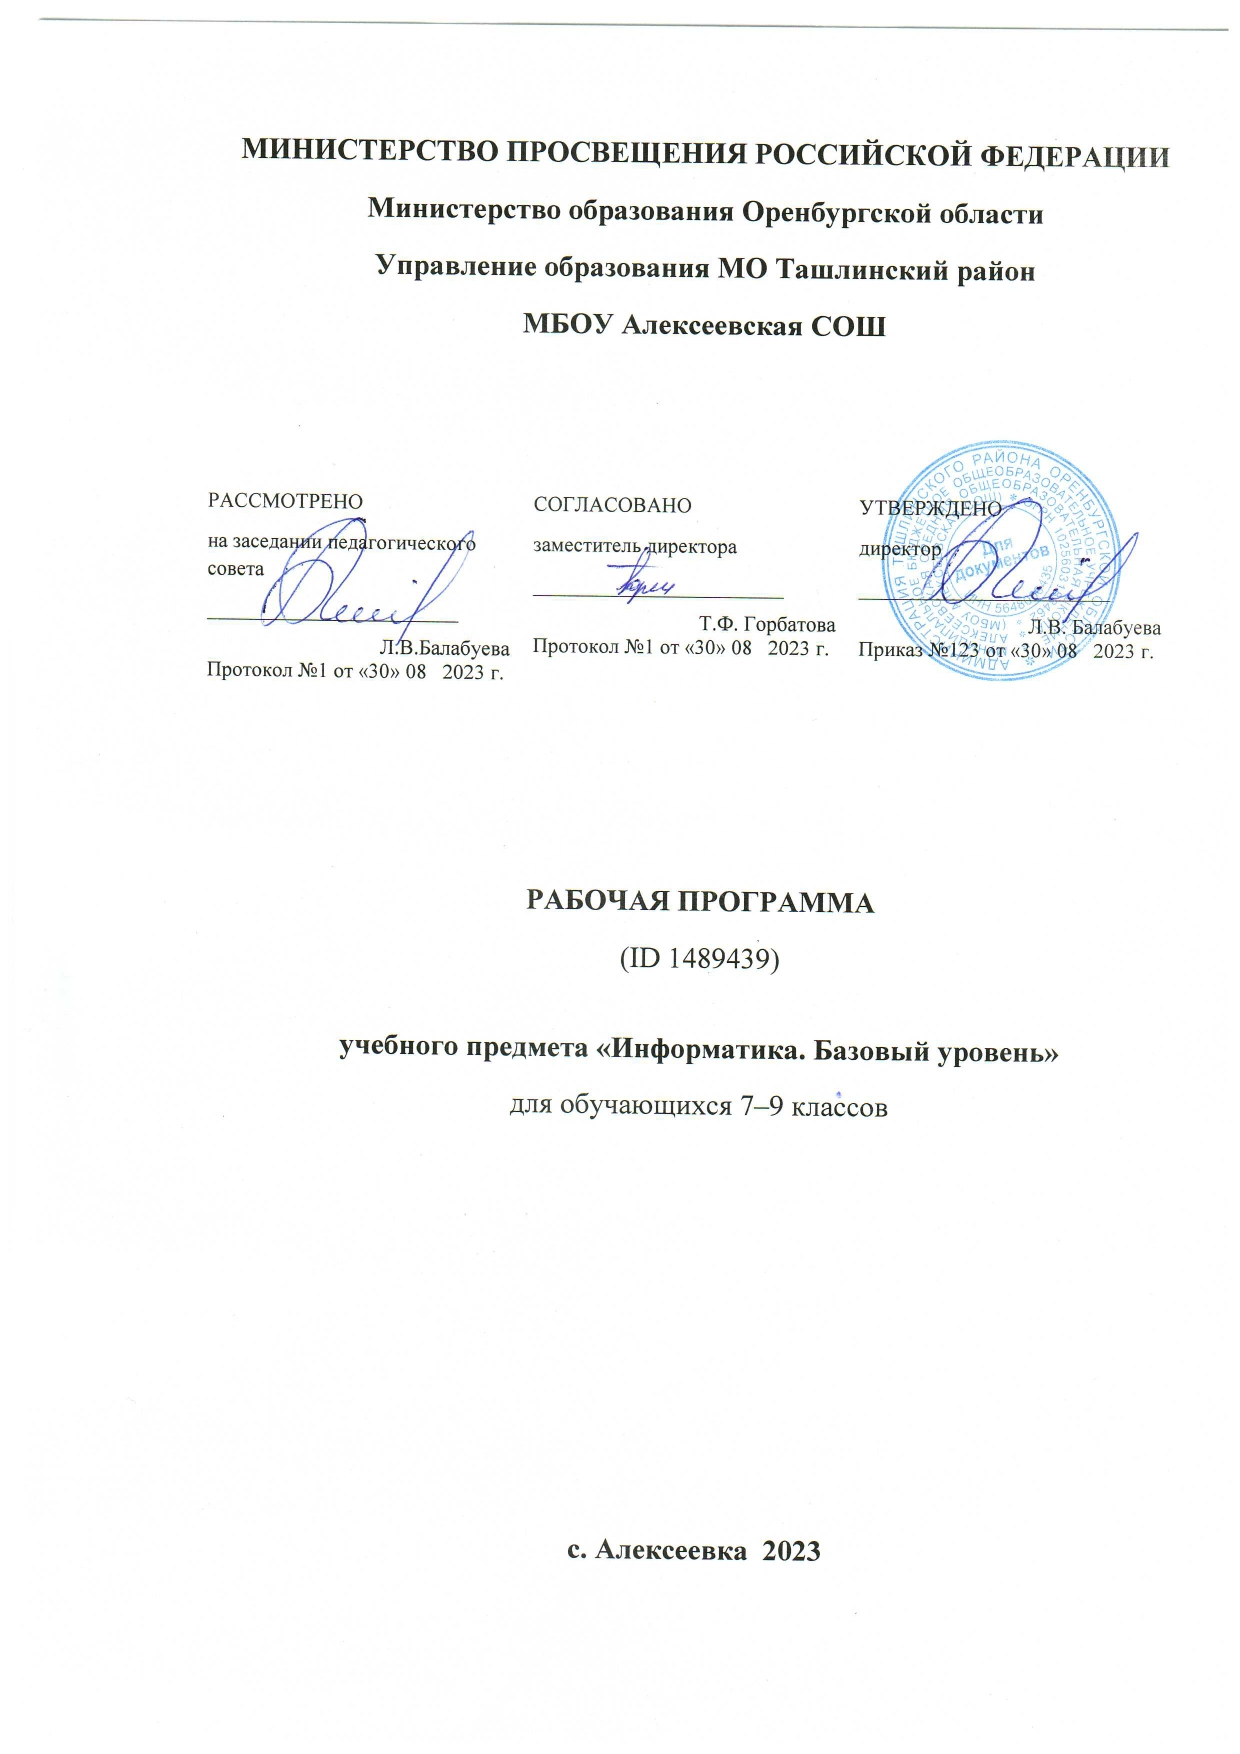 МИНИСТЕРСТВО ПРОСВЕЩЕНИЯ РОССИЙСКОЙ ФЕДЕРАЦИИ
Министерство образования Оренбургской области
Управление образования МО Ташлинский район
МБОУ Алексеевская СОШ
РАССМОТРЕНО
на заседании педагогического
совета
Л.В.Балабуева
Протокол №1 от «30» 08 2023 г.
СОГЛАСОВАНО
заместитель директора
Т.Ф. Горбатова
Протокол №1 от «30» 08 2023 г.
УТВЕРЖДЕНО
директор
Л.В. Балабуева
Приказ №123 от «30» 08 2023 г.
Для
документов
РАБОЧАЯ ПРОГРАММА
(ID 1489439)
учебного предмета «Информатика. Базовый уровень»
для обучающихся 7–9 классов
с. Алексеевка 2023